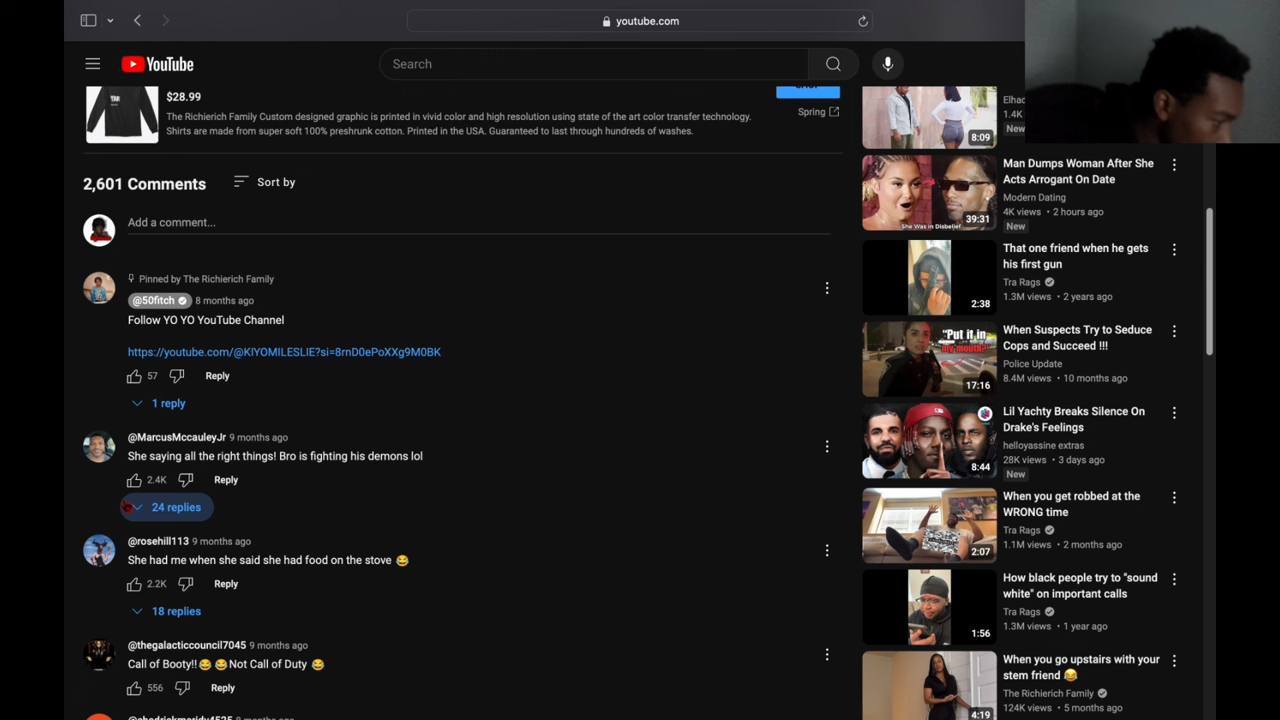 youtube.com
YouTube
Search
$28.99
The Richierich Family Custom designed graphic is printed in vivid color and high resolution using state of the art color transfer technology.
Shirts are made from super soft 100% preshrunk cotton. Printed in the USA. Guaranteed to last through hundreds of washes.
Spring
2,601 Comments
Sort by
Add a comment...
Pinned by The Richierich Family
@50fitch 8 months ago
Follow YO YO YouTube Channel
https://youtube.com/@KIYOMILESLIE?si=8rnD0ePoXXg9M0BK
57 Reply
1 reply
@MarcusMccauleyJr 9 months ago
She saying all the right things! Bro is fighting his demons lol
2.4K Reply
24 replies
@rosehill113 9 months ago
She had me when she said she had food on the stove 😂
2.2K Reply
18 replies
@thegalacticcouncil7045 9 months ago
Call of Booty!!😂😂Not Call of Duty 😂
556 Reply
8:09
1.4K
New
Man Dumps Woman After She
Acts Arrogant On Date
Modern Dating
4K views • 2 hours ago
New
She Was in Disbelief
39:31
That one friend when he gets
his first gun
Tra Rags
1.3M views • 2 years ago
2:38
When Suspects Try to Seduce
Cops and Succeed !!!
Police Update
8.4M views • 10 months ago
"Put it in
my mouth?"
17:16
Lil Yachty Breaks Silence On
Drake's Feelings
helloyassine extras
28K views • 3 days ago
New
8:44
When you get robbed at the
WRONG time
Tra Rags
1.1M views • 2 months ago
2:07
How black people try to "sound
white" on important calls
Tra Rags
1.3M views • 1 year ago
1:56
When you go upstairs with your
stem friend 😂
The Richierich Family
124K views • 5 months ago
4:19